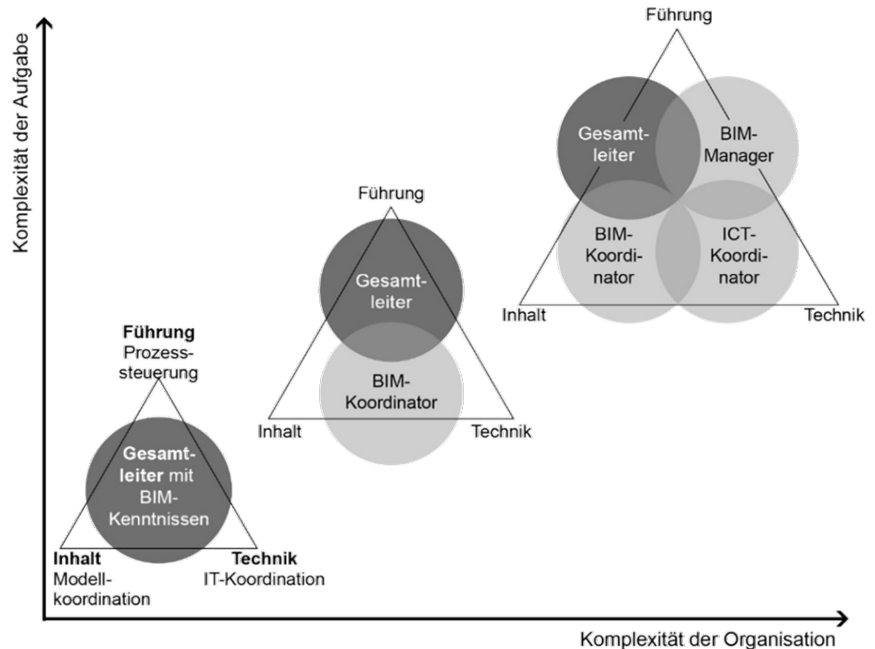 Komplexität der Aufgabe
Führung
Gesamt-
leiter
BIM-
Manager
BIM-
Koordi-
nator
ICT-
Koordi-
nator
Inhalt
Technik
Führung
Gesamt-
leiter
BIM-
Koordinator
Inhalt
Technik
Führung
Prozess-
steuerung
Gesamt-
leiter mit
BIM-
Kenntnissen
Inhalt
Modell-
koordination
Technik
IT-Koordination
Komplexität der Organisation